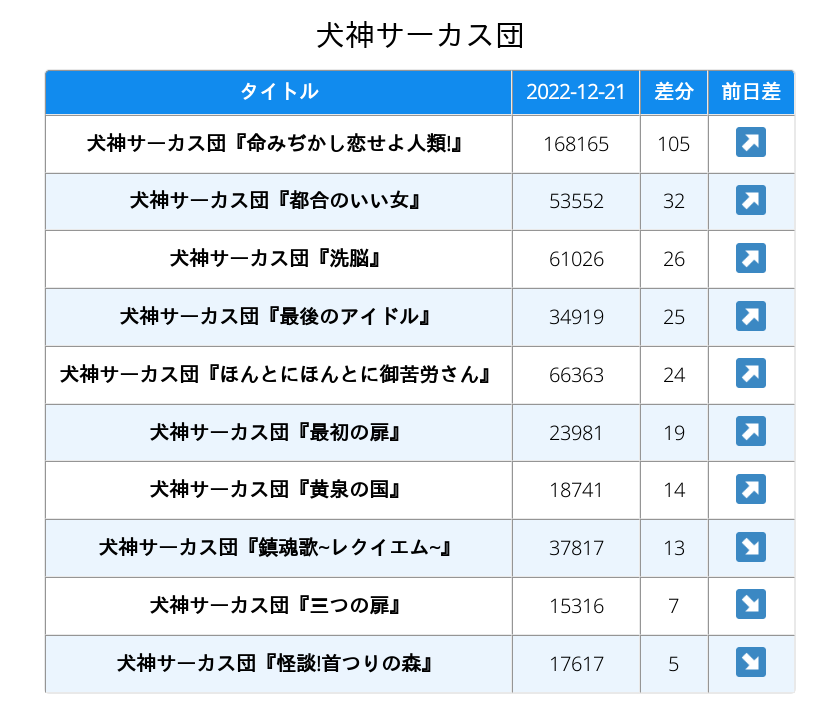 犬神サーカス団
タイトル 2022-12-21 差分 前日差
犬神サーカス団『命みぢかし恋せよ人類!』 168165 105 ↗
犬神サーカス団『都合のいい女』 53552 32 ↗
犬神サーカス団『洗脳』 61026 26 ↗
犬神サーカス団『最後のアイドル』 34919 25 ↗
犬神サーカス団『ほんとにほんとに御苦労さん』 66363 24 ↗
犬神サーカス団『最初の扉』 23981 19 ↗
犬神サーカス団『黄泉の国』 18741 14 ↗
犬神サーカス団『鎮魂歌~レクイエム~』 37817 13 ↘
犬神サーカス団『三つの扉』 15316 7 ↘
犬神サーカス団『怪談!首つりの森』 17617 5 ↘